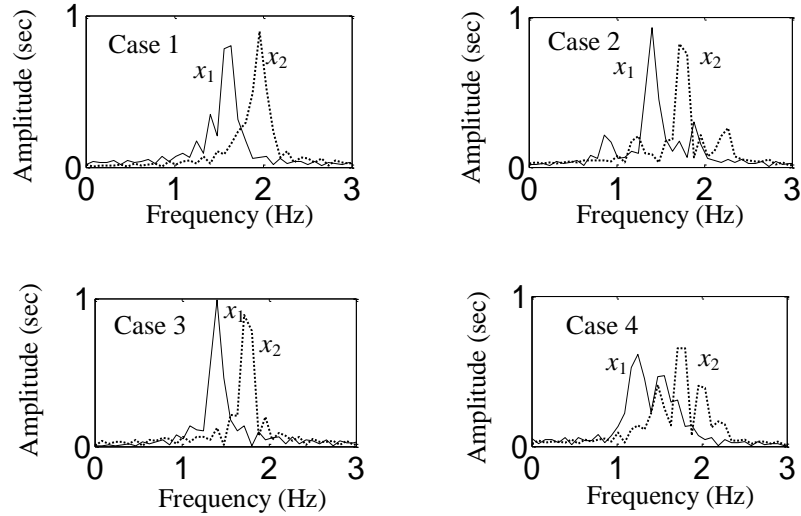 Amplitude (sec)
1
0
Case 1
x1
x2
0 1 2 3
Frequency (Hz)
Amplitude (sec)
1
0
Case 2
x1
x2
0 1 2 3
Frequency (Hz)
Amplitude (sec)
1
0
Case 3
x1
x2
0 1 2 3
Frequency (Hz)
Amplitude (sec)
1
0
Case 4
x1
x2
0 1 2 3
Frequency (Hz)